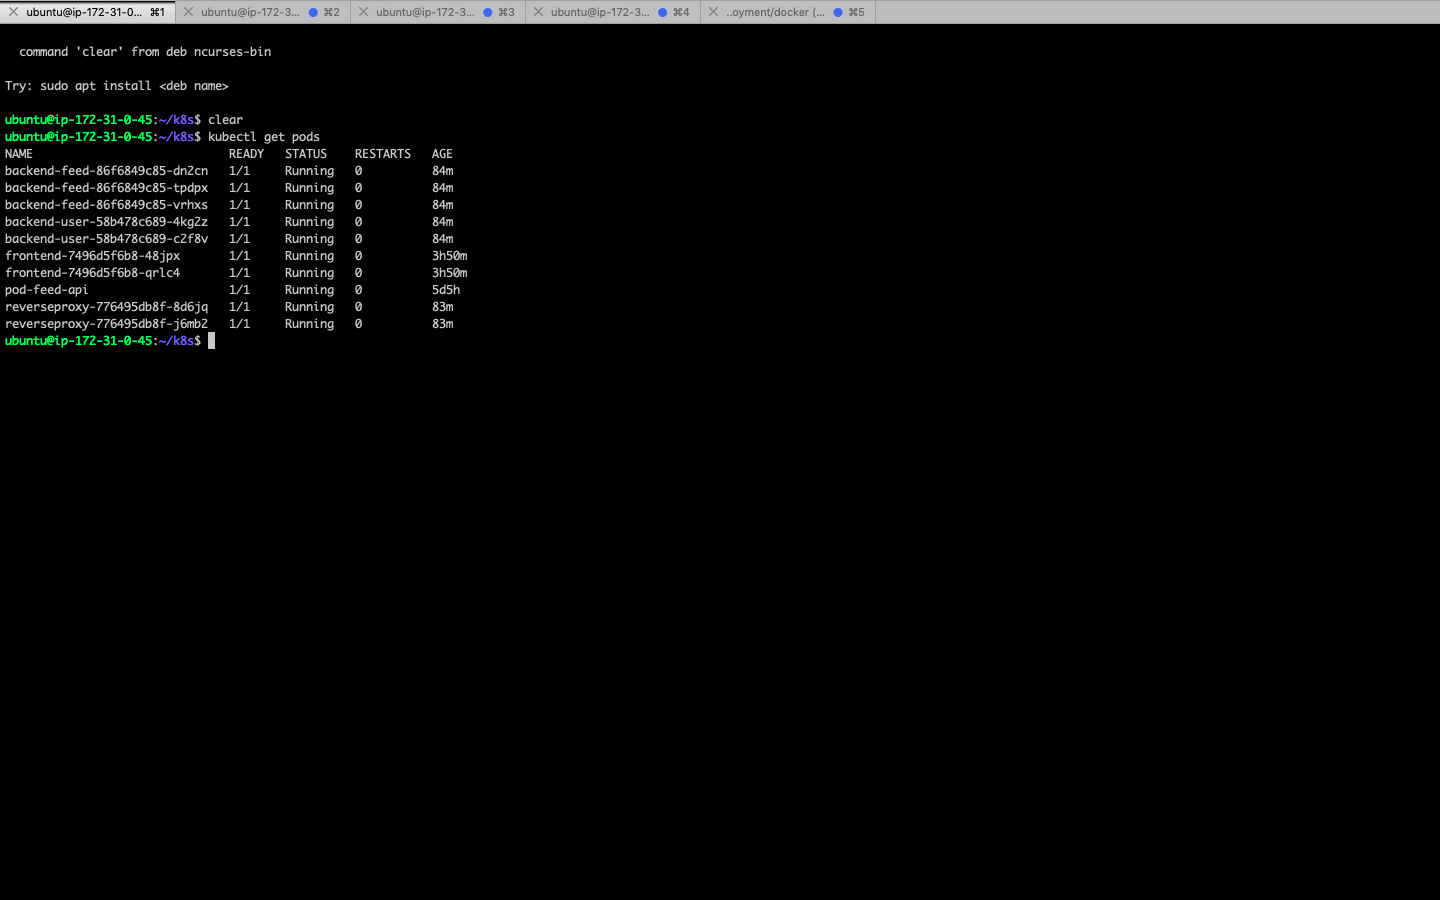 ubuntu@ip-172-31-0... ⌘1 ubuntu@ip-172-3... ⌘2 ubuntu@ip-172-3... ⌘3 ubuntu@ip-172-3... ⌘4 ..oyment/docker (... ⌘5
command 'clear' from deb ncurses-bin
Try: sudo apt install <deb name>
ubuntu@ip-172-31-0-45:~/k8s$ clear
ubuntu@ip-172-31-0-45:~/k8s$ kubectl get pods
NAME READY STATUS RESTARTS AGE
backend-feed-86f6849c85-dn2cn 1/1 Running 0 84m
backend-feed-86f6849c85-tpdpx 1/1 Running 0 84m
backend-feed-86f6849c85-vrhxs 1/1 Running 0 84m
backend-user-58b478c689-4kg2z 1/1 Running 0 84m
backend-user-58b478c689-c2f8v 1/1 Running 0 84m
frontend-7496d5f6b8-48jpx 1/1 Running 0 3h50m
frontend-7496d5f6b8-qrlc4 1/1 Running 0 3h50m
pod-feed-api 1/1 Running 0 5d5h
reverseproxy-776495db8f-8d6jq 1/1 Running 0 83m
reverseproxy-776495db8f-j6mb2 1/1 Running 0 83m
ubuntu@ip-172-31-0-45:~/k8s$